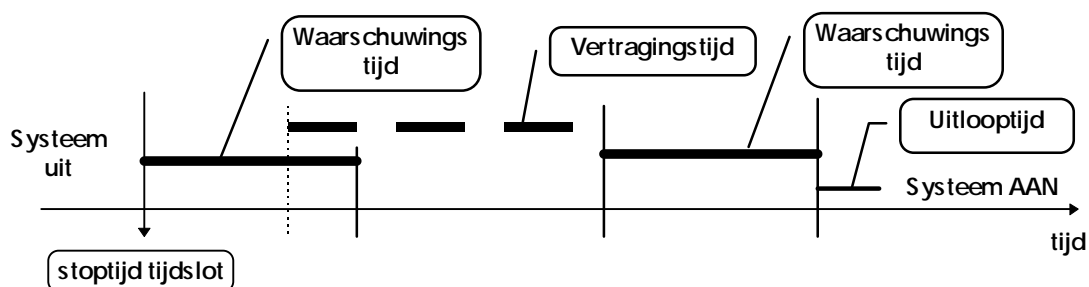 Waarschuwings
tijd
Vertragingstijd
Waarschuwings
tijd
Uitlooptijd
Systeem
uit
Systeem AAN
tijd
stoptijd tijdslot